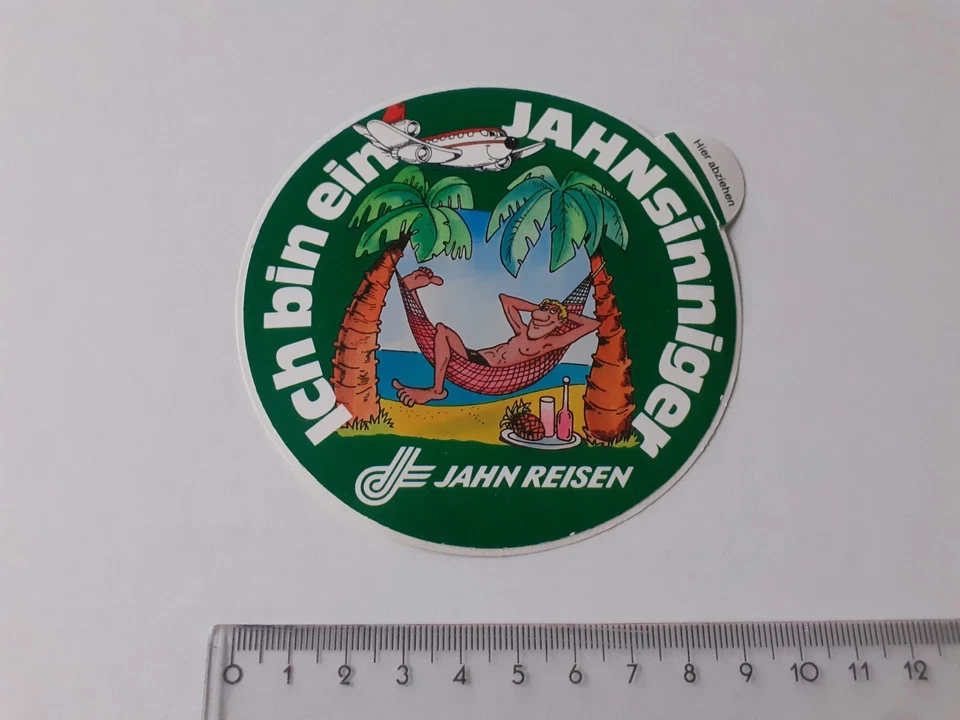 Ich bin ein JAHNsinniger
Hier abziehen
JAHN REISEN
0 1 2 3 4 5 6 7 8 9 10 11 12